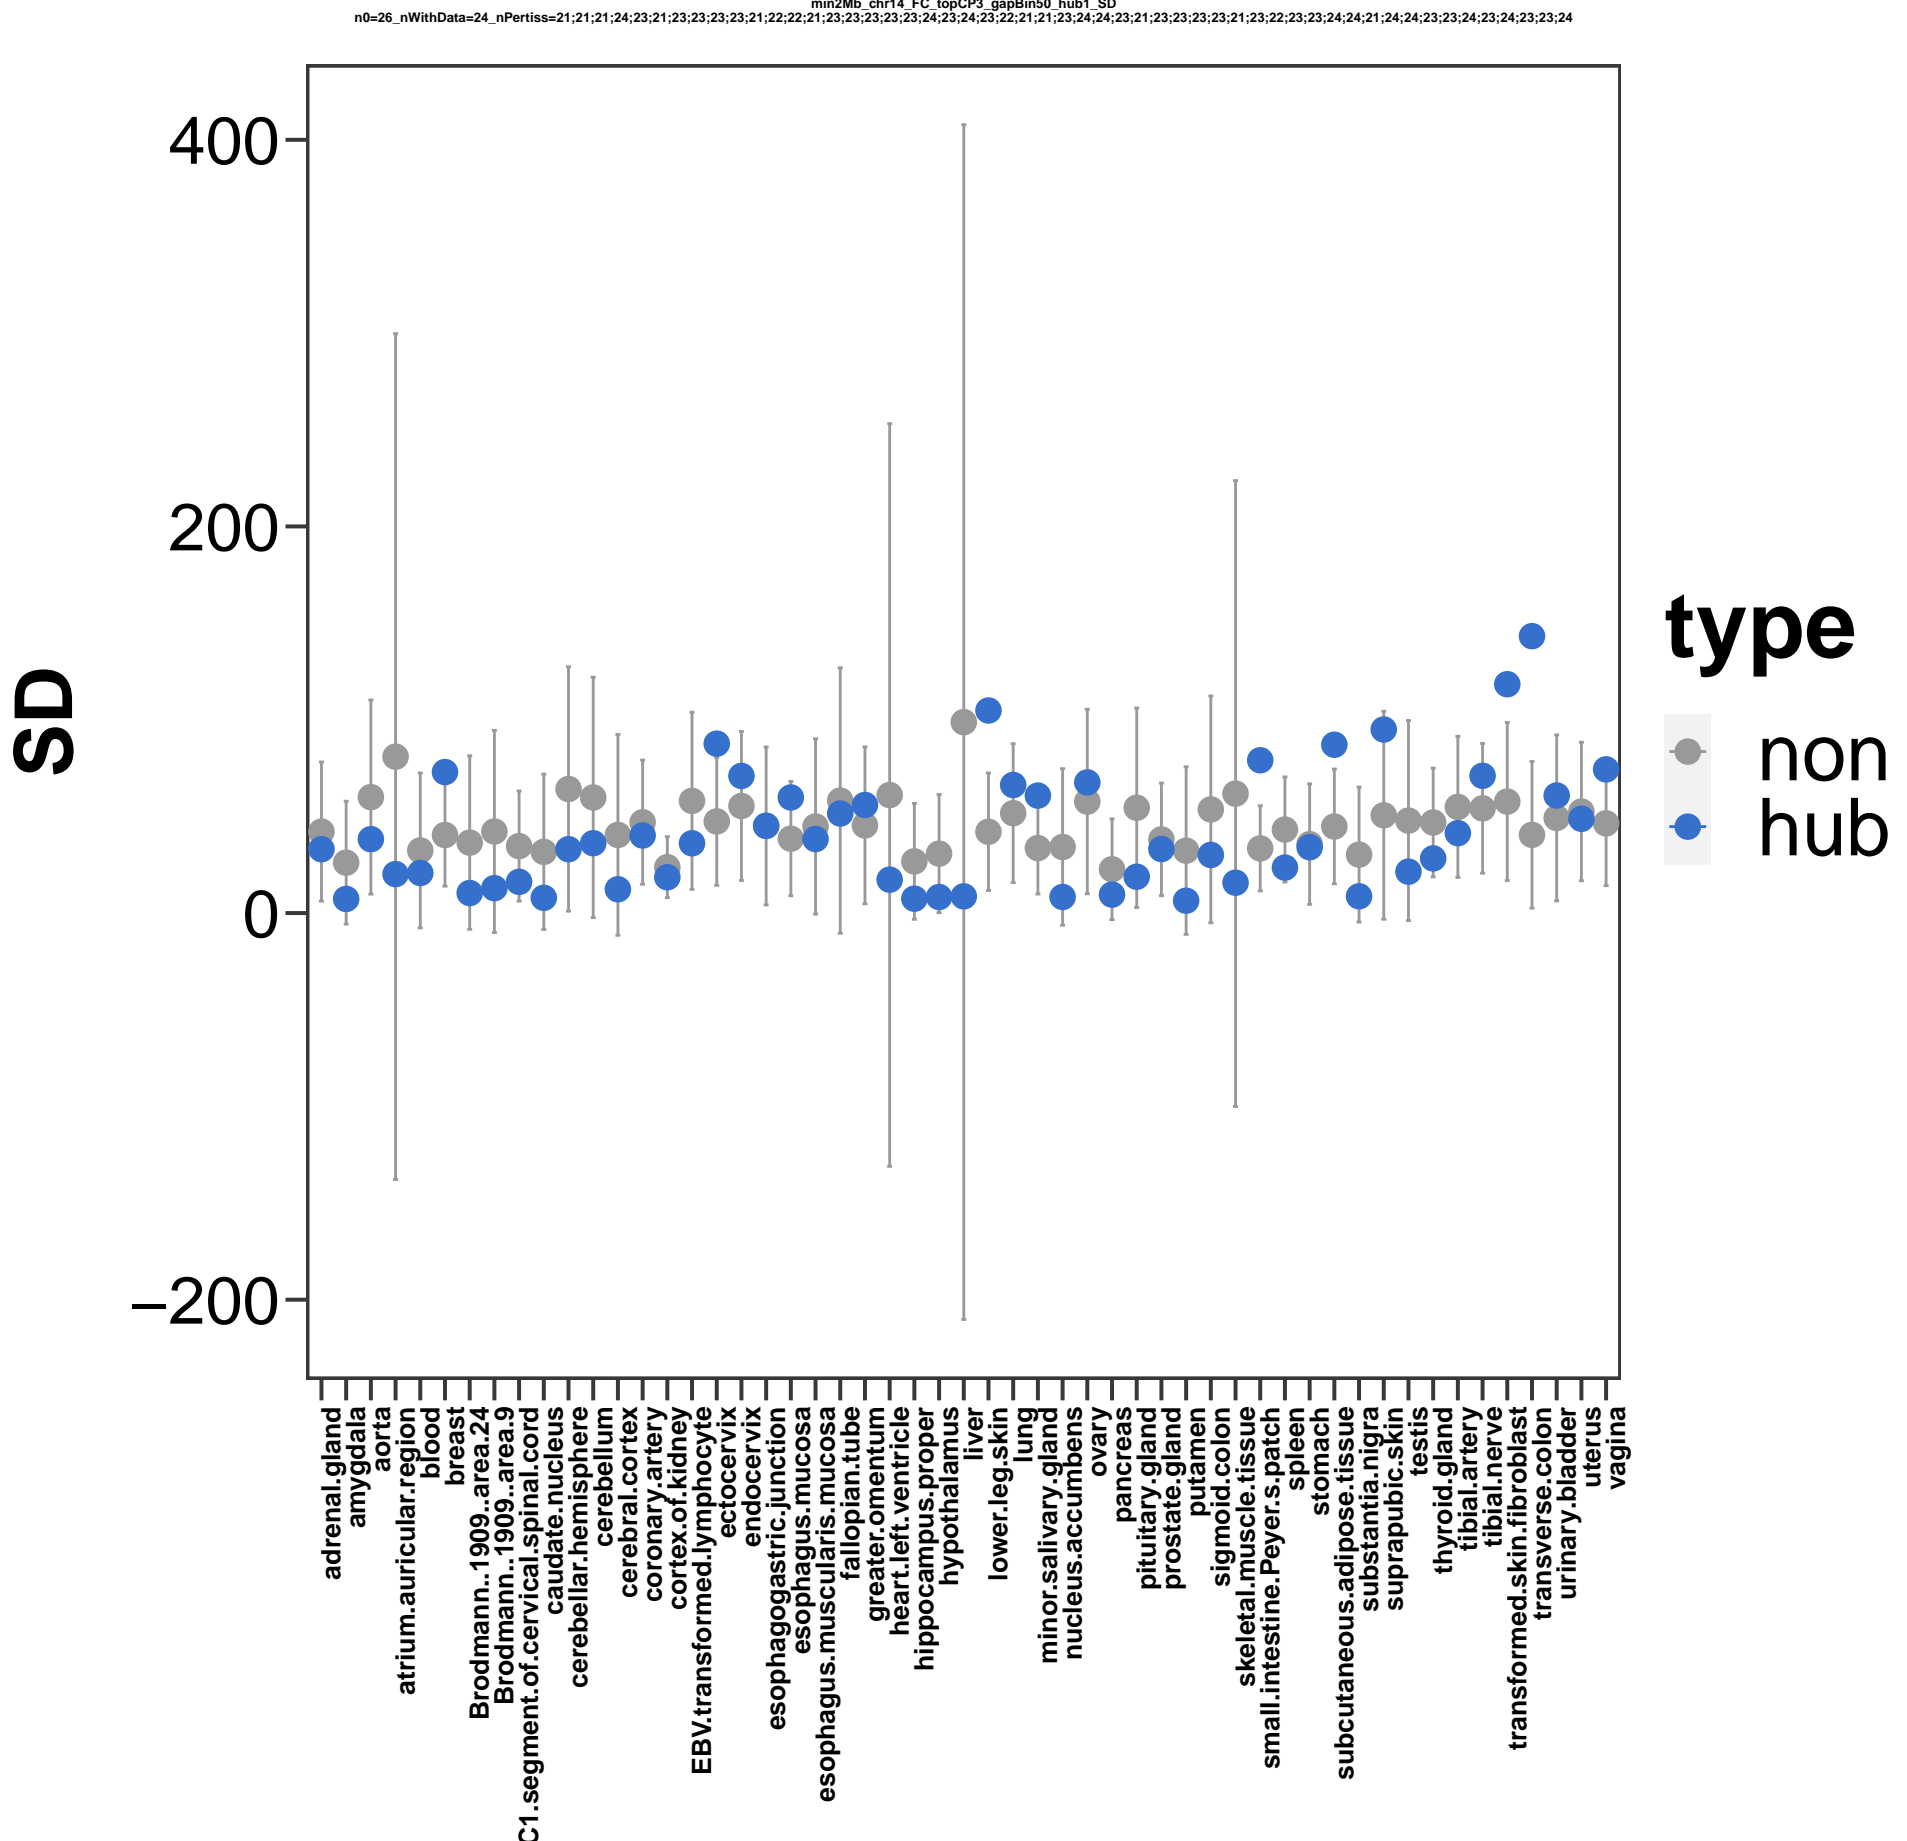 min2Mb_chr14_FC_topCP3_gapBin50_hub1_SD
n0=26_nWithData=24_nPertiss=21;21;21;24;23;21;23;23;23;23;21;22;22;21;23;23;23;23;23;24;23;24;23;22;21;21;23;24;24;23;21;23;23;23;23;21;23;22;23;23;24;24;21;24;24;23;23;24;23;24;23;23;24
SD
400
200
0
−200
adrenal.gland
amygdala
aorta
atrium.auricular.region
blood
breast
Brodmann..1909..area.24
Brodmann..1909..area.9
C1.segment.of.cervical.spinal.cord
caudate.nucleus
cerebellar.hemisphere
cerebellum
cerebral.cortex
coronary.artery
cortex.of.kidney
EBV.transformed.lymphocyte
ectocervix
endocervix
esophagogastric.junction
esophagus.mucosa
esophagus.muscularis.mucosa
fallopian.tube
greater.omentum
heart.left.ventricle
hippocampus.proper
hypothalamus
liver
lower.leg.skin
lung
minor.salivary.gland
nucleus.accumbens
ovary
pancreas
pituitary.gland
prostate.gland
putamen
sigmoid.colon
skeletal.muscle.tissue
small.intestine.Peyer.s.patch
spleen
stomach
subcutaneous.adipose.tissue
substantia.nigra
suprapubic.skin
testis
thyroid.gland
tibial.artery
tibial.nerve
transformed.skin.fibroblast
transverse.colon
urinary.bladder
uterus
vagina
type
non
hub